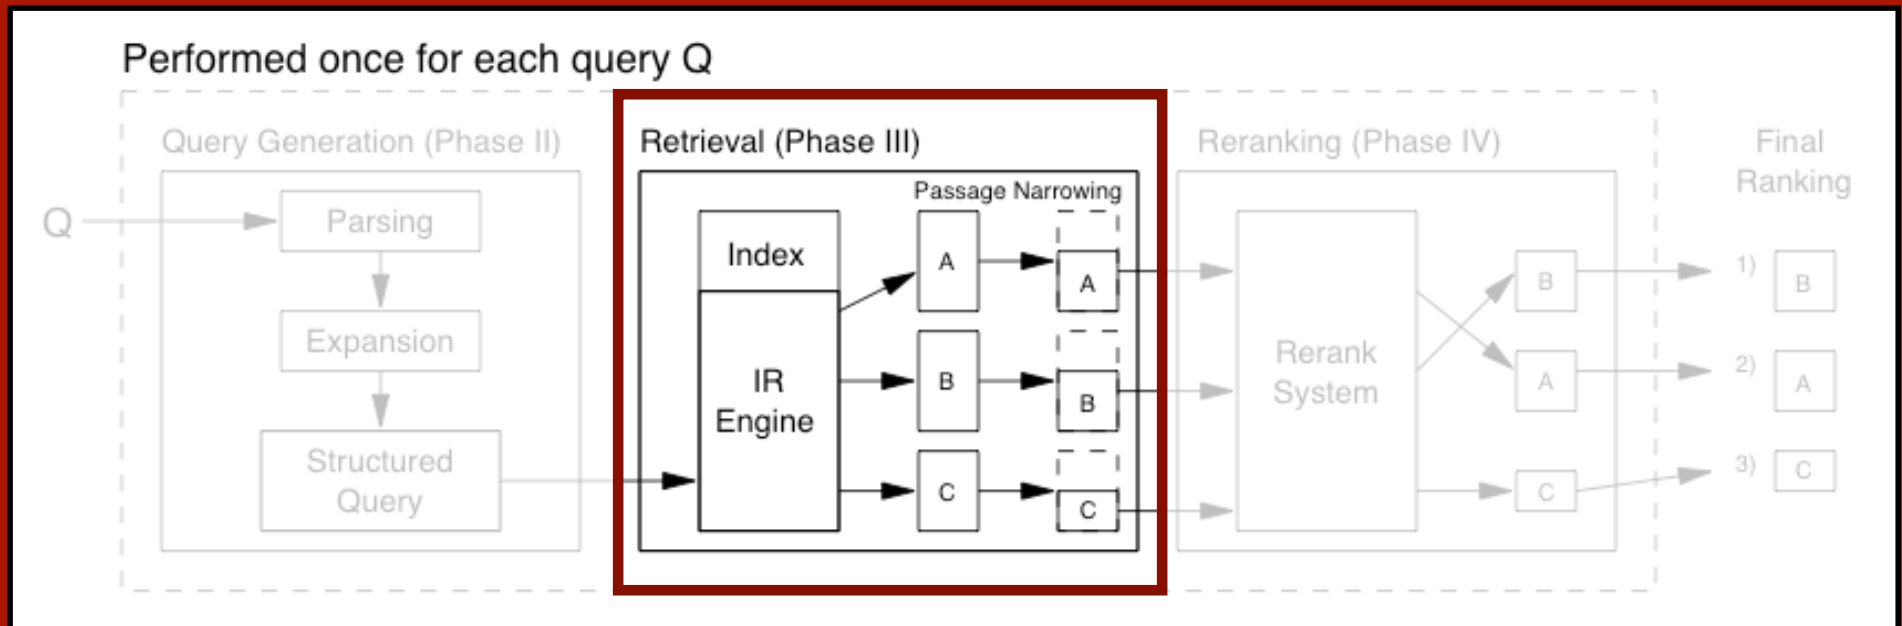 Performed once for each query Q
Query Generation (Phase II)
Retrieval (Phase III)
Reranking (Phase IV)
Final
Ranking
Q
Parsing
Expansion
Structured
Query
Passage Narrowing
Index
IR
Engine
A
A
B
B
C
C
Rerank
System
B
A
C
1) B
2) A
3) C